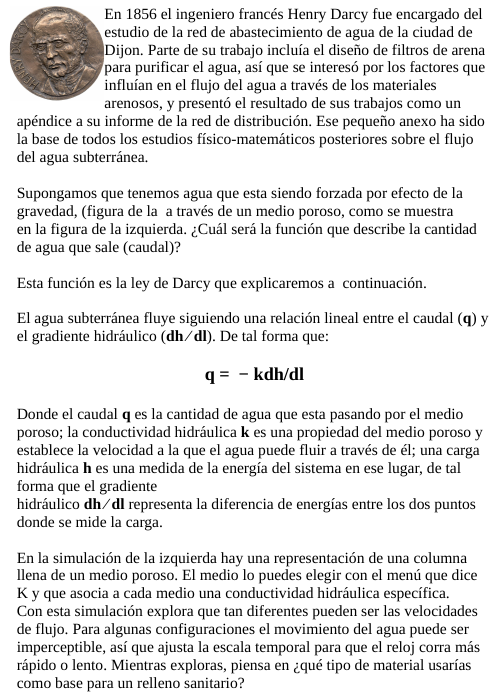 En 1856 el ingeniero francés Henry Darcy fue encargado del
estudio de la red de abastecimiento de agua de la ciudad de
Dijon. Parte de su trabajo incluía el diseño de filtros de arena
para purificar el agua, así que se interesó por los factores que
influían en el flujo del agua a través de los materiales
arenosos, y presentó el resultado de sus trabajos como un
apéndice a su informe de la red de distribución. Ese pequeño anexo ha sido
la base de todos los estudios físico-matemáticos posteriores sobre el flujo
del agua subterránea.
Supongamos que tenemos agua que esta siendo forzada por efecto de la
gravedad, (figura de la  a través de un medio poroso, como se muestra
en la figura de la izquierda. ¿Cuál será la función que describe la cantidad
de agua que sale (caudal)?
Esta función es la ley de Darcy que explicaremos a  continuación.
El agua subterránea fluye siguiendo una relación lineal entre el caudal (q) y
el gradiente hidráulico (dh ⁄ dl). De tal forma que:
q =  − kdh/dl
Donde el caudal q es la cantidad de agua que esta pasando por el medio
poroso; la conductividad hidráulica k es una propiedad del medio poroso y
establece la velocidad a la que el agua puede fluir a través de él; una carga
hidráulica h es una medida de la energía del sistema en ese lugar, de tal
forma que el gradiente
hidráulico dh ⁄ dl representa la diferencia de energías entre los dos puntos
donde se mide la carga.
En la simulación de la izquierda hay una representación de una columna
llena de un medio poroso. El medio lo puedes elegir con el menú que dice
K y que asocia a cada medio una conductividad hidráulica específica.
Con esta simulación explora que tan diferentes pueden ser las velocidades
de flujo. Para algunas configuraciones el movimiento del agua puede ser
imperceptible, así que ajusta la escala temporal para que el reloj corra más
rápido o lento. Mientras exploras, piensa en ¿qué tipo de material usarías
como base para un relleno sanitario?